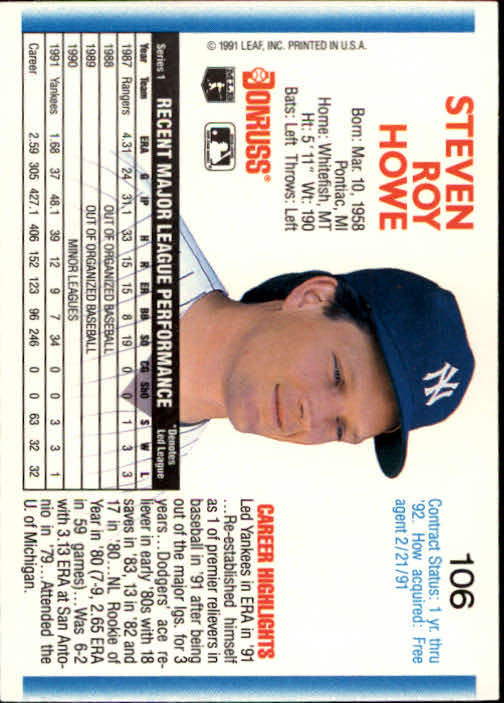 106
Contract Status: 1 yr. thru
'92. How acquired: Free
agent 2/21/91
STEVEN
ROY
HOWE
Born: Mar. 10, 1958
Pontiac, MI
Home: Whitefish, MT
Ht: 5' 11" Wt: 190
Bats: Left Throws: Left
DONRUSS®
MLBPA
© 1991 LEAF, INC. PRINTED IN U.S.A.
NY
CAREER HIGHLIGHTS
Led Yankees in ERA in '91
...Re-established himself
as 1 of premier relievers in
baseball in '91 after being
out of the major lgs. for 3
years...Dodgers' ace re-
liever in early '80s with 18
saves in '83, 13 in '82 and
17 in '80...NL Rookie of
Year in '80 (7-9, 2.65 ERA
in 59 games)...Was 6-2
with 3.13 ERA at San Anto-
nio in '79...Attended the
U. of Michigan.
Series 1 RECENT MAJOR LEAGUE PERFORMANCE *Denotes
Led League
Year Team ERA G IP H R ER BB SO CG ShO S W L
1987 Rangers 4.31 24 31.1 33 15 15 8 19 0 0 1 3 3
1988 OUT OF ORGANIZED BASEBALL
1989 OUT OF ORGANIZED BASEBALL
1990 MINOR LEAGUES
1991 Yankees 1.68 37 48.1 39 12 9 7 34 0 0 3 3 1
Career 2.59 305 427.1 406 152 123 96 246 0 0 63 32 32